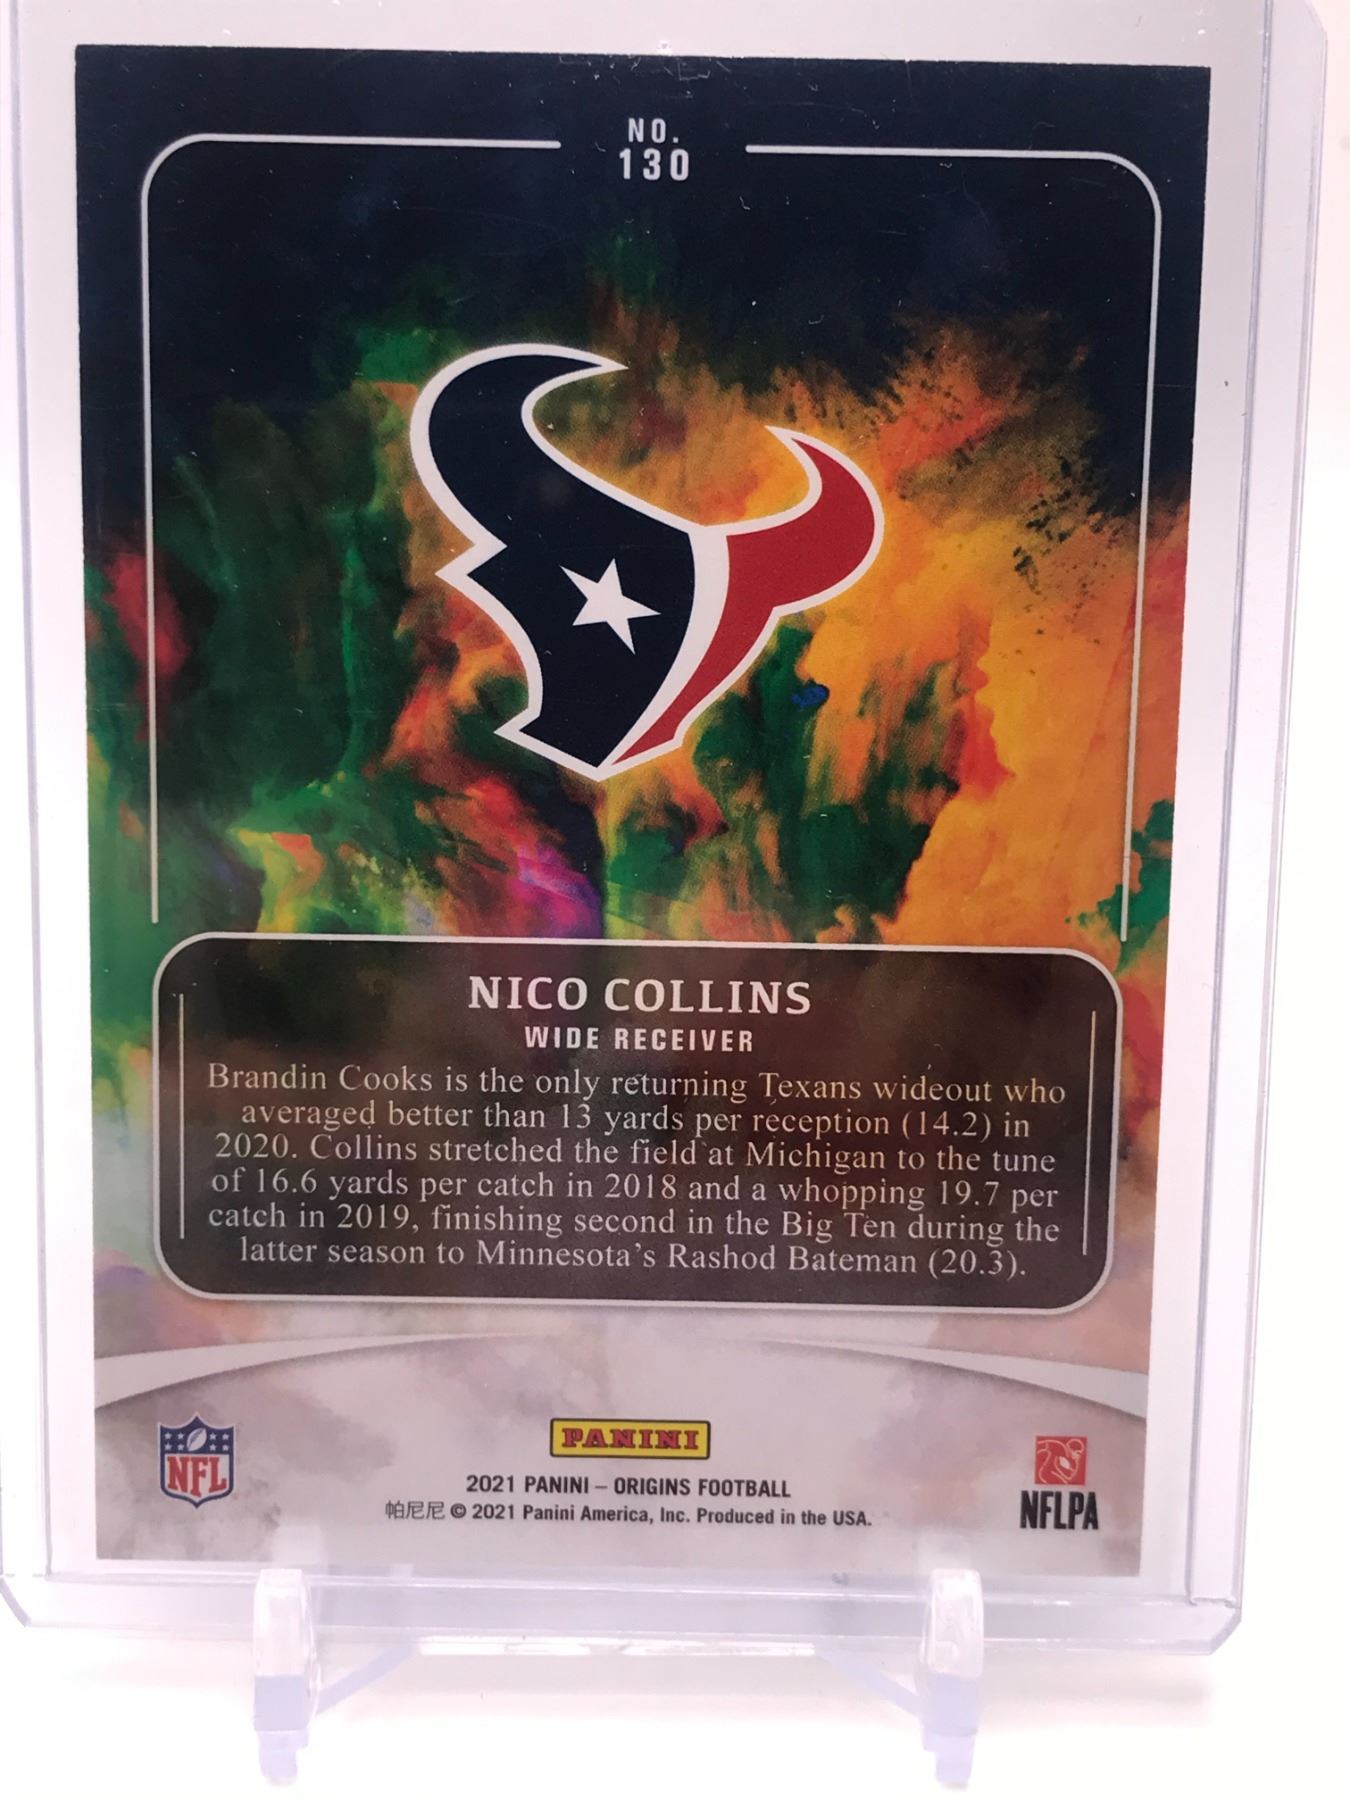 NO.
130
NICO COLLINS
WIDE RECEIVER
Brandin Cooks is the only returning Texans wideout who
averaged better than 13 yards per reception (14.2) in
2020. Collins stretched the field at Michigan to the tune
of 16.6 yards per catch in 2018 and a whopping 19.7 per
catch in 2019, finishing second in the Big Ten during the
latter season to Minnesota's Rashod Bateman (20.3).
NFL
PANINI
2021 PANINI – ORIGINS FOOTBALL
帕尼尼 © 2021 Panini America, Inc. Produced in the USA.
NFLPA